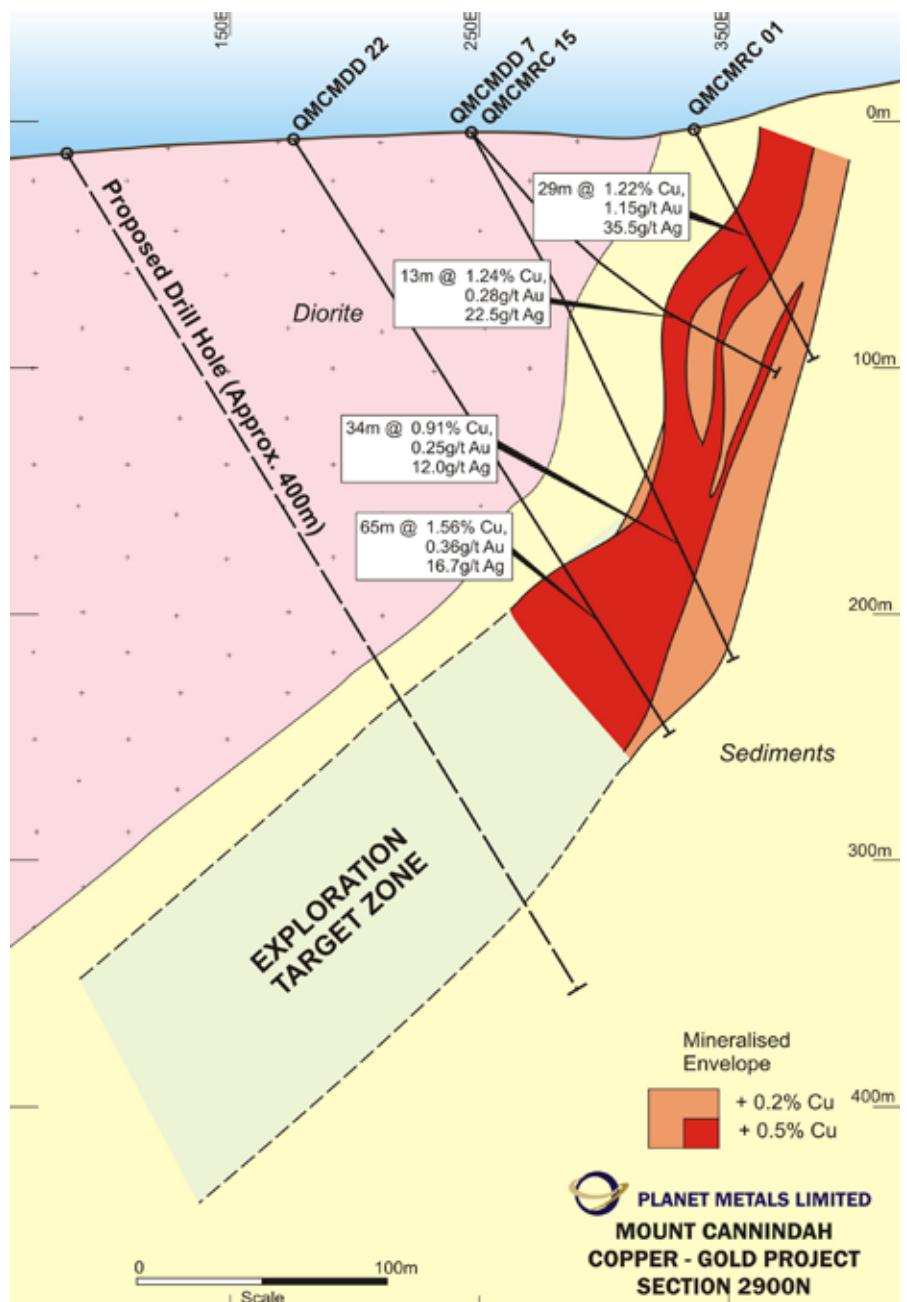 150E
250E
350E
QMCMDD 22
QMCMDD 7
QMCMRC 15
QMCMRC 01
0m
Proposed Drill Hole (Approx. 400m)
29m @ 1.22% Cu,
1.15g/t Au
35.5g/t Ag
13m @ 1.24% Cu,
0.28g/t Au
22.5g/t Ag
Diorite
100m
34m @ 0.91% Cu,
0.25g/t Au
12.0g/t Ag
65m @ 1.56% Cu,
0.36g/t Au
16.7g/t Ag
200m
Sediments
300m
EXPLORATION
TARGET ZONE
Mineralised
Envelope
+ 0.2% Cu
+ 0.5% Cu
400m
PLANET METALS LIMITED
MOUNT CANNINDAH
COPPER - GOLD PROJECT
SECTION 2900N
0
100m
Scale